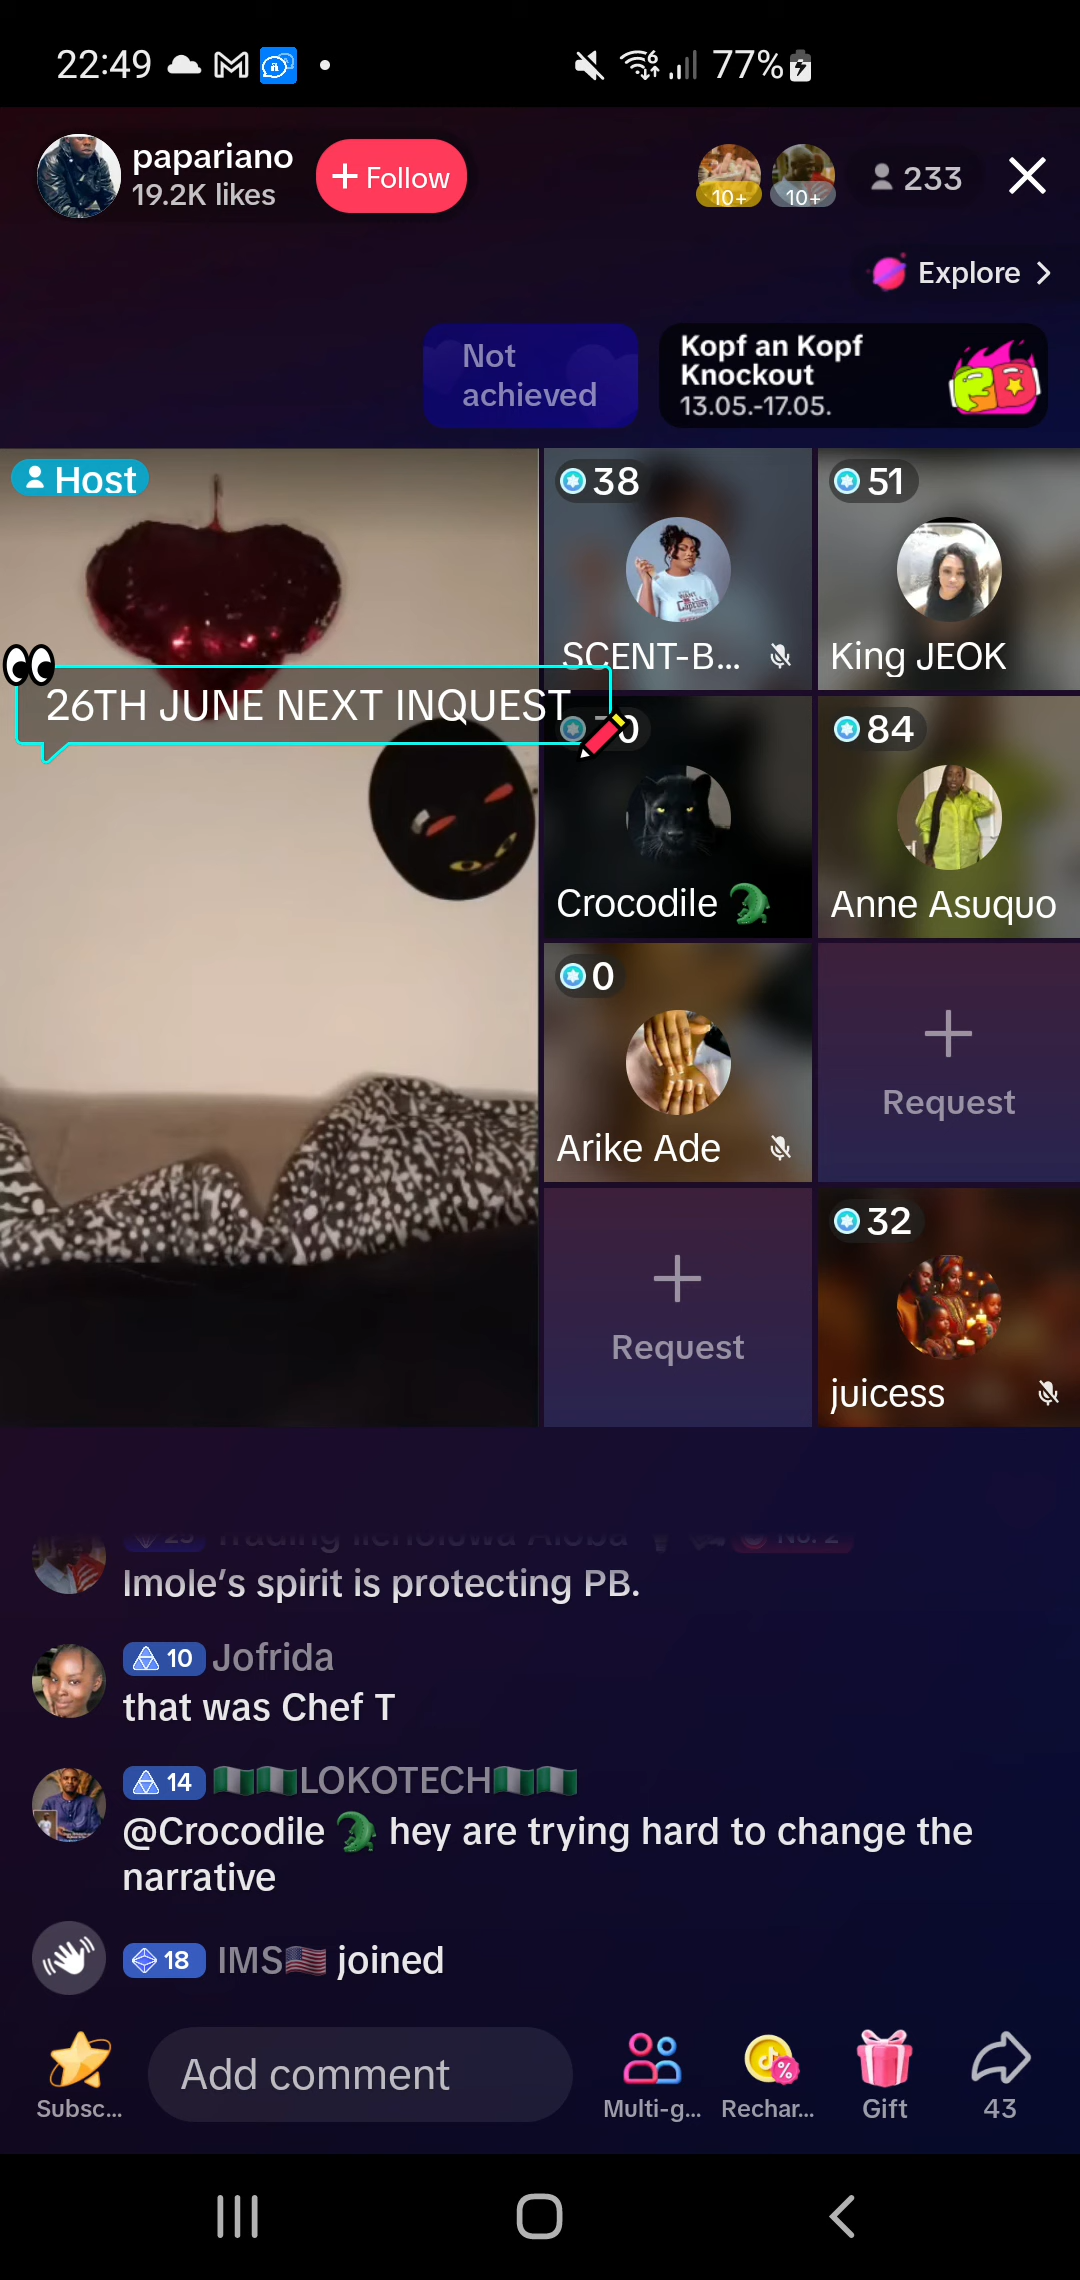 22:49
77%
papariano
19.2K likes
+ Follow
10+
10+
233
Explore
Not
achieved
Kopf an Kopf
Knockout
13.05.-17.05.
Host
38
SCENT-B...
51
King JEOK
26TH JUNE NEXT INQUEST
Crocodile 🐊
84
Anne Asuquo
0
Arike Ade
Request
Request
32
juicess
No. 2
Imole's spirit is protecting PB.
10 Jofrida
that was Chef T
14 🇳🇬🇳🇬LOKOTECH🇳🇬🇳🇬
@Crocodile 🐊 hey are trying hard to change the
narrative
18 IMS🇺🇸 joined
Add comment
Subsc...
Multi-g...
Rechar...
Gift
43